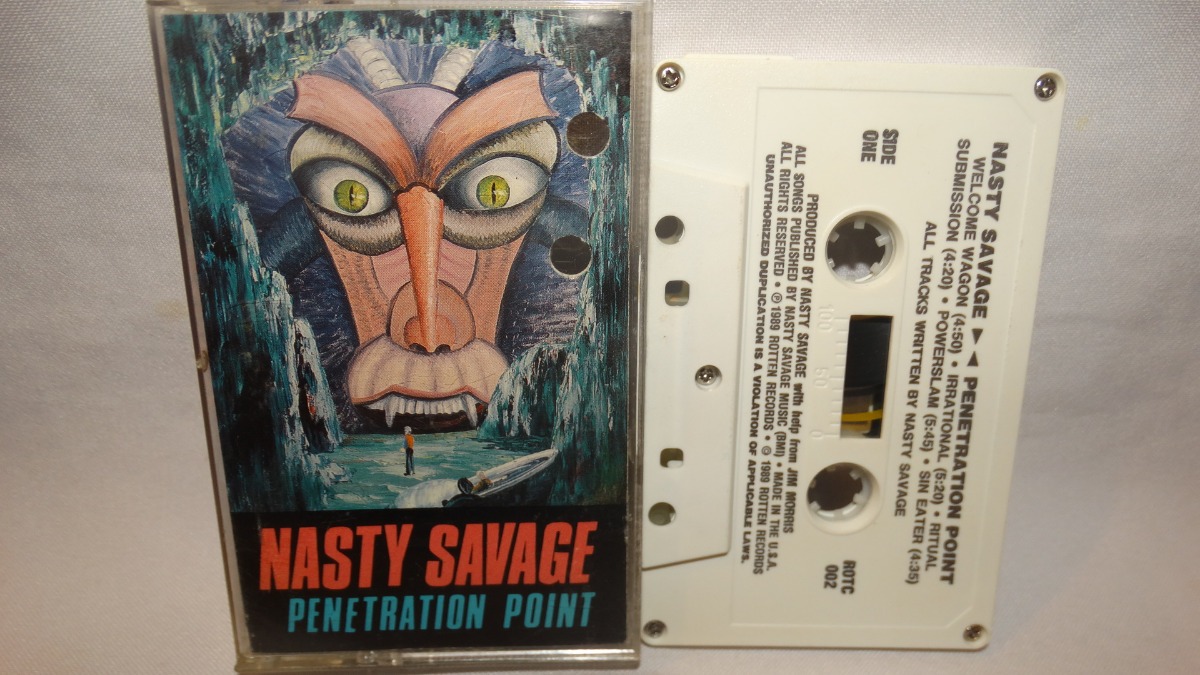 NASTY SAVAGE
PENETRATION POINT
NASTY SAVAGE ►◄ PENETRATION POINT
WELCOME WAGON (4:50) • IRRATIONAL (5:20) • RITUAL
SUBMISSION (4:20) • POWERSLAM (5:45) • SIN EATER (4:35)
ALL TRACKS WRITTEN BY NASTY SAVAGE
SIDE
ONE
ROTC
002
100 50 0
PRODUCED BY NASTY SAVAGE with help from JIM MORRIS
ALL SONGS PUBLISHED BY NASTY SAVAGE MUSIC (BMI) • MADE IN THE U.S.A.
ALL RIGHTS RESERVED • ℗ 1989 ROTTEN RECORDS • © 1989 ROTTEN RECORDS
UNAUTHORIZED DUPLICATION IS A VIOLATION OF APPLICABLE LAWS.